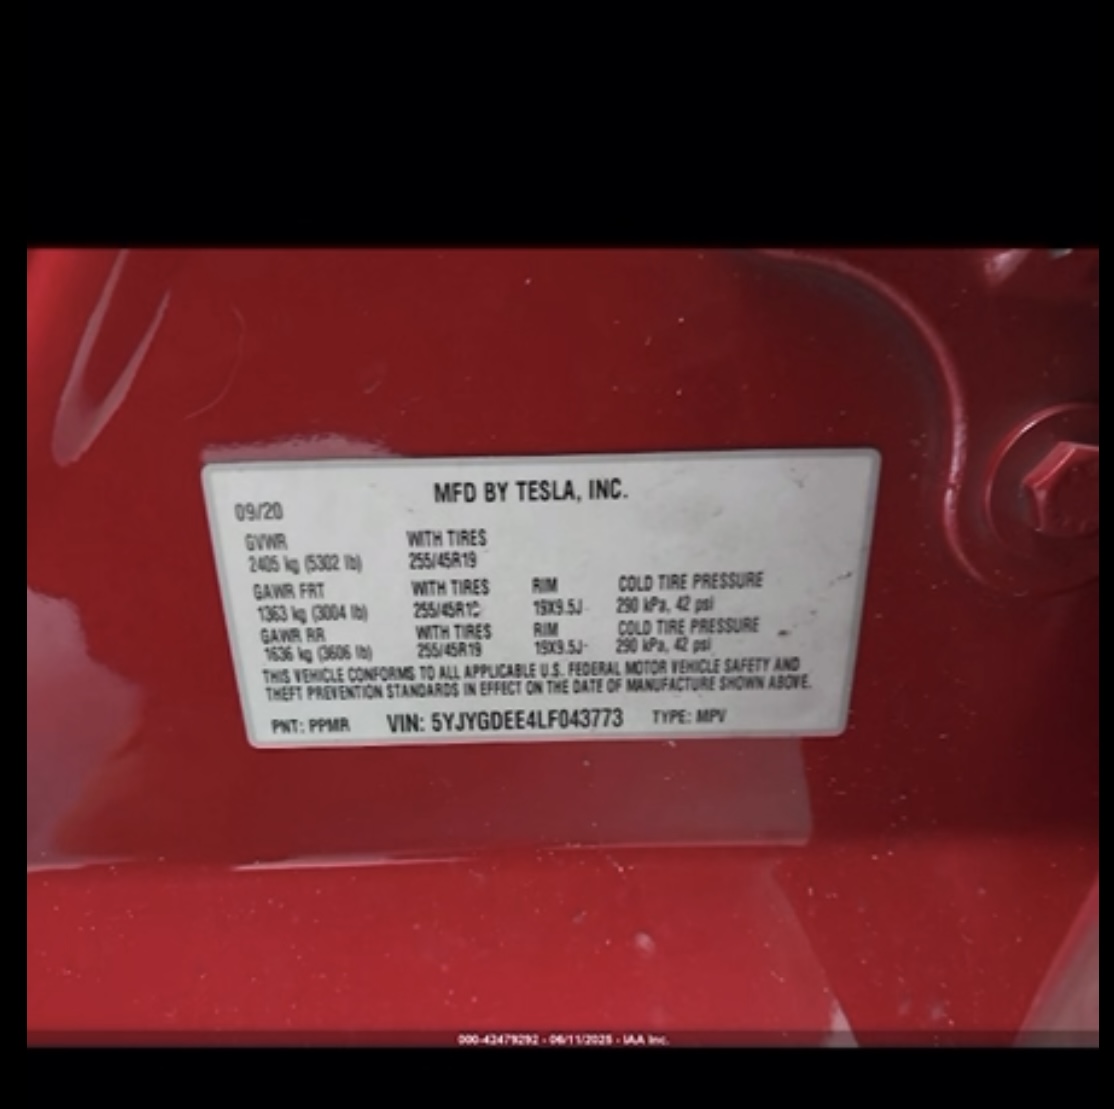 MFD BY TESLA, INC.
09/20
GVWR WITH TIRES
2405 kg (5302 lb) 255/45R19
GAWR FRT WITH TIRES RIM COLD TIRE PRESSURE
1363 kg (3004 lb) 255/45R19 19X9.5J 290 kPa, 42 psi
GAWR RR WITH TIRES RIM COLD TIRE PRESSURE
1636 kg (3606 lb) 255/45R19 19X9.5J 290 kPa, 42 psi
THIS VEHICLE CONFORMS TO ALL APPLICABLE U.S. FEDERAL MOTOR VEHICLE SAFETY AND
THEFT PREVENTION STANDARDS IN EFFECT ON THE DATE OF MANUFACTURE SHOWN ABOVE.
PNT: PPMR VIN: 5YJYGDEE4LF043773 TYPE: MPV
000-42479292 - 06/11/2025 - IAA Inc.